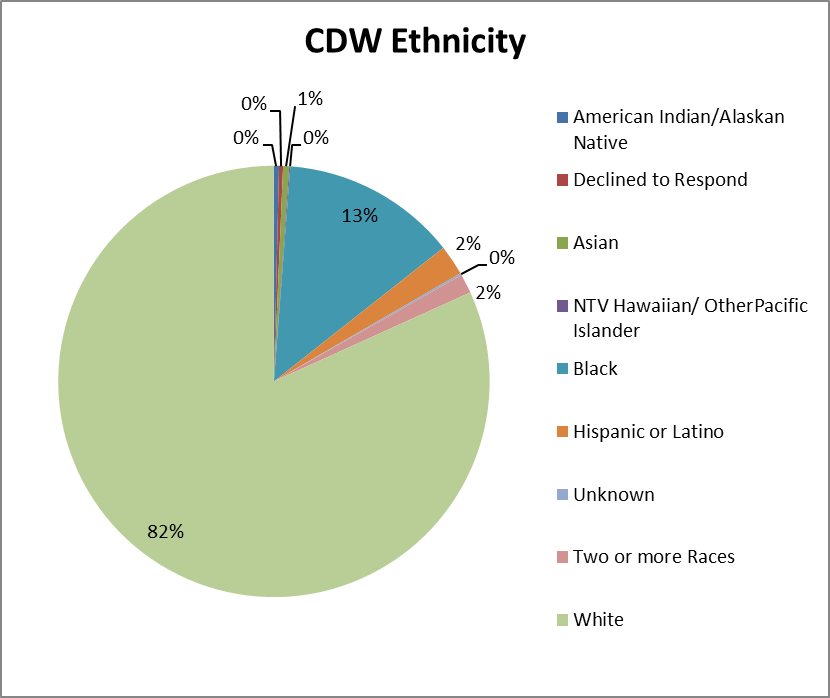 CDW Ethnicity
0%
1%
0%
0%
13%
2%
0%
2%
82%
American Indian/Alaskan
Native
Declined to Respond
Asian
NTV Hawaiian/ OtherPacific
Islander
Black
Hispanic or Latino
Unknown
Two or more Races
White